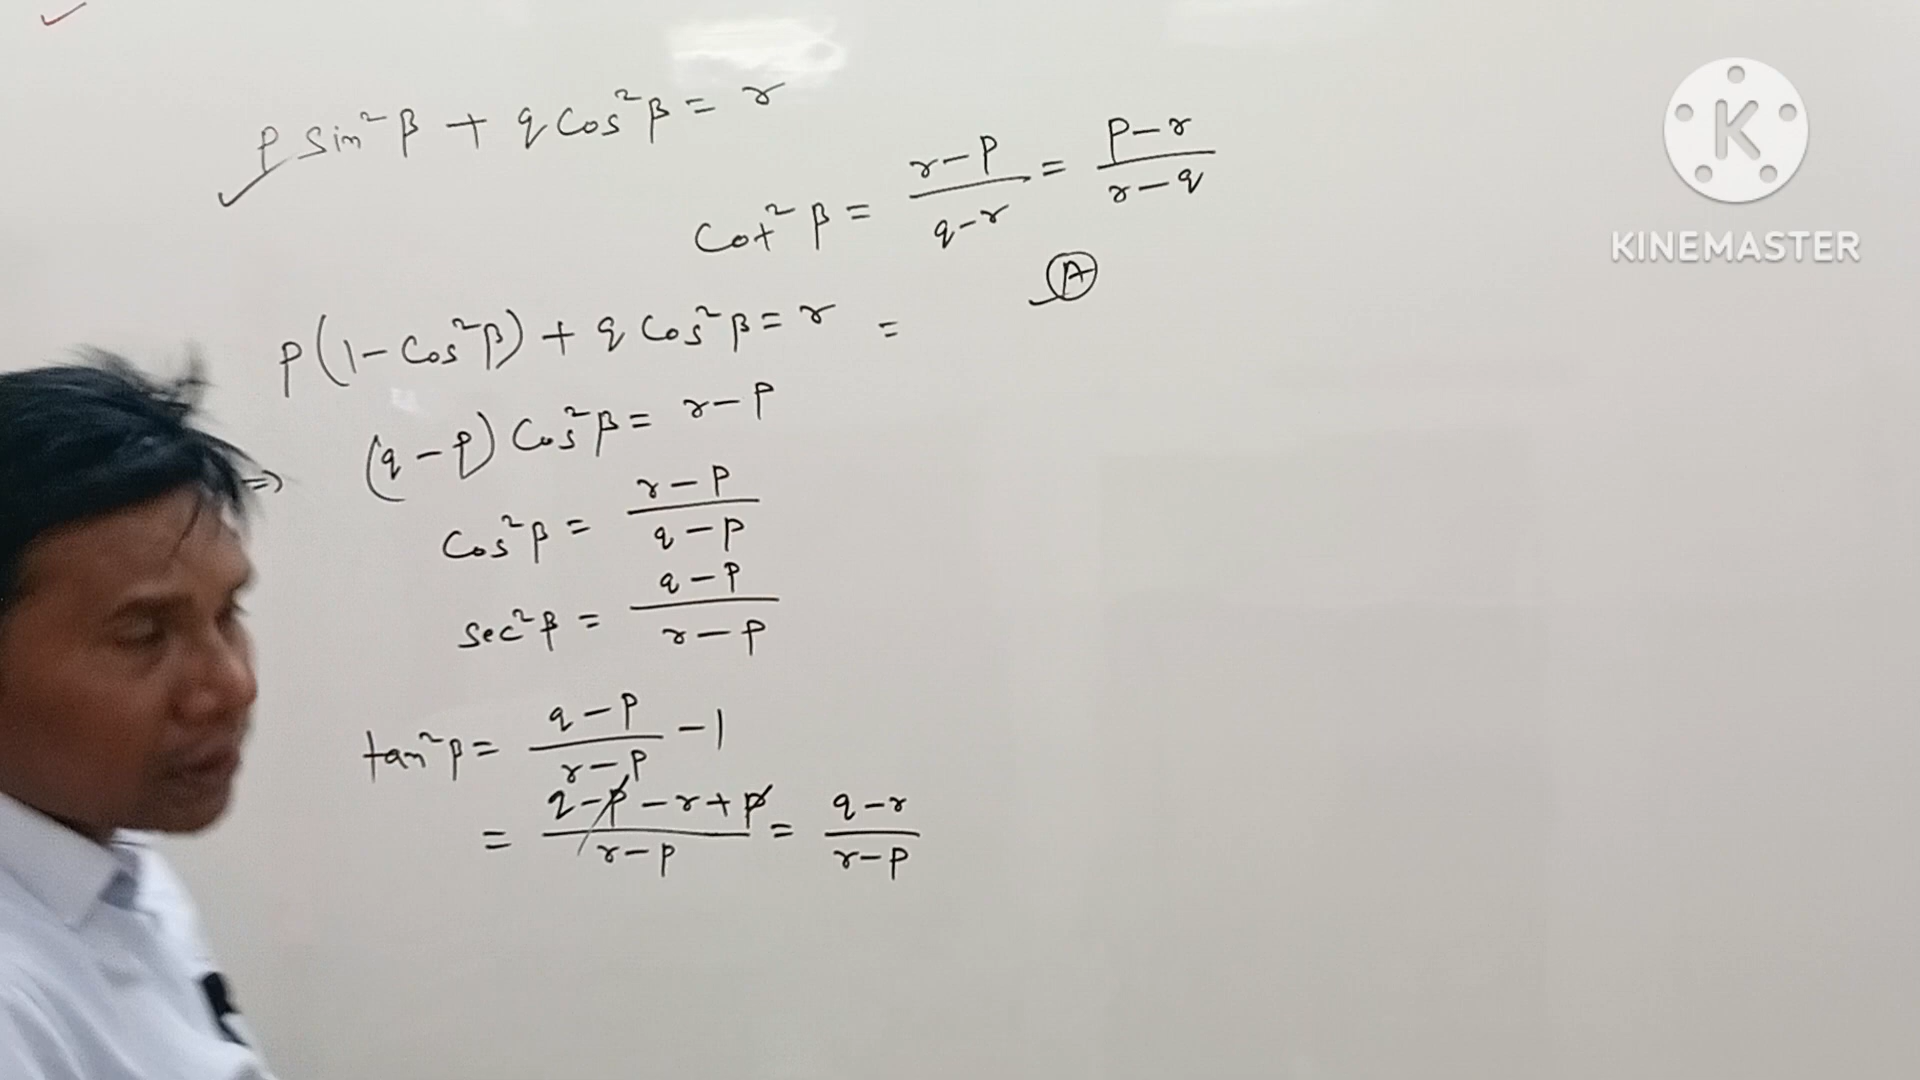 p sin²β + q cos²β = r
cot²β = (r-p)/(q-r) = (p-r)/(r-q)
A
p(1-cos²β) + q cos²β = r =
⇒ (q-p) cos²β = r-p
cos²β = (r-p)/(q-p)
sec²β = (q-p)/(r-p)
tan²β = (q-p)/(r-p) - 1
= (q-p-r+p)/(r-p) = (q-r)/(r-p)
K
KINEMASTER